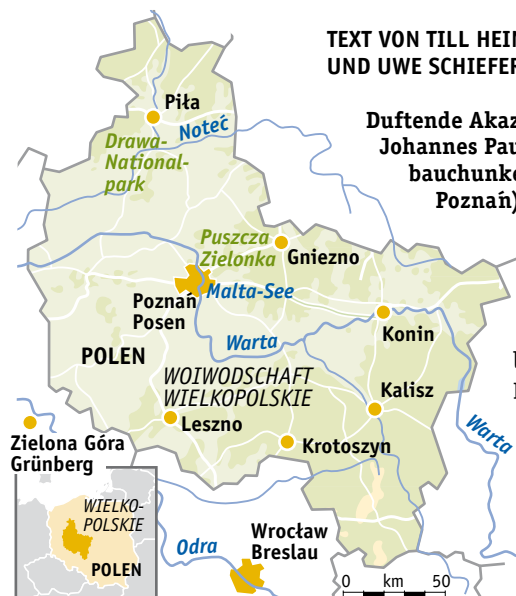 TEXT VON TILL HEIN
UND UWE SCHIEFER
Duftende Akaz
Johannes Pau
bauchunke
Poznań)
Piła
Noteć
Drawa-
National-
park
Puszcza
Zielonka
Gniezno
Poznań
Posen
Malta-See
Warta
Konin
POLEN
WOIWODSCHAFT
WIELKOPOLSKIE
Kalisz
Leszno
Krotoszyn
Warta
Zielona Góra
Grünberg
WIELKO-
POLSKIE
POLEN
Odra
Wrocław
Breslau
0 km 50